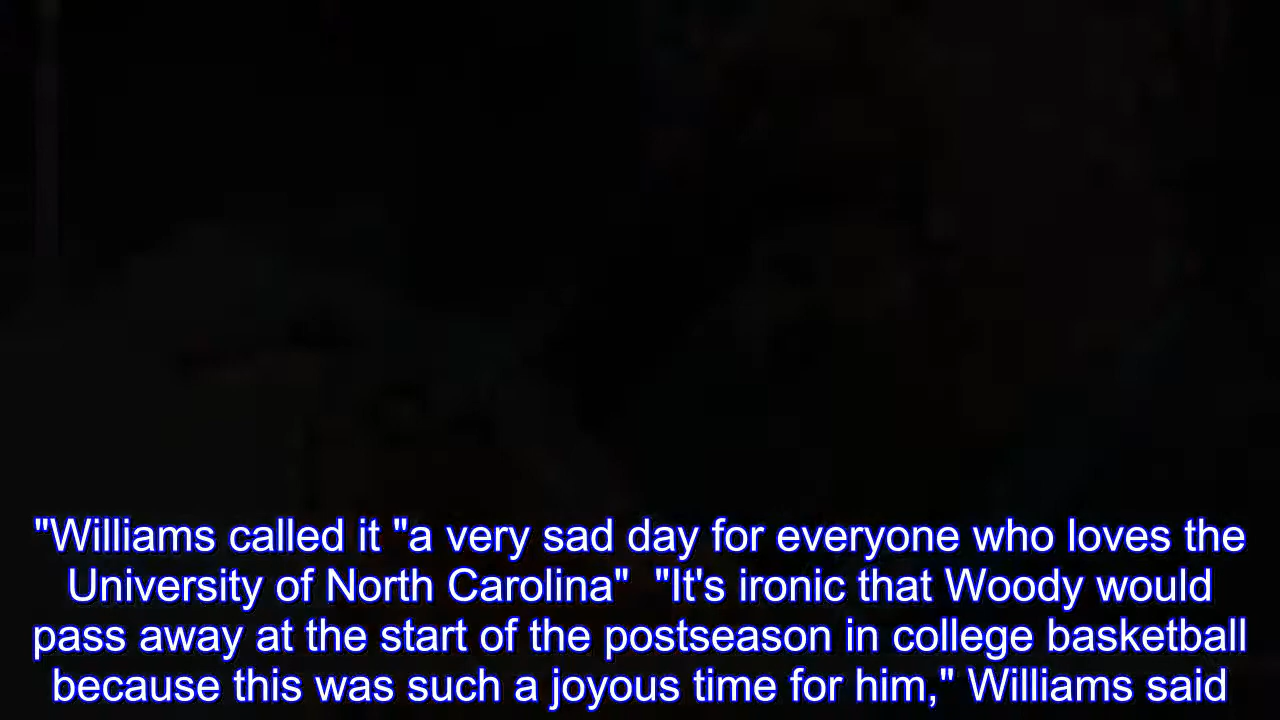 "Williams called it "a very sad day for everyone who loves the
University of North Carolina"  "It's ironic that Woody would
pass away at the start of the postseason in college basketball
because this was such a joyous time for him," Williams said